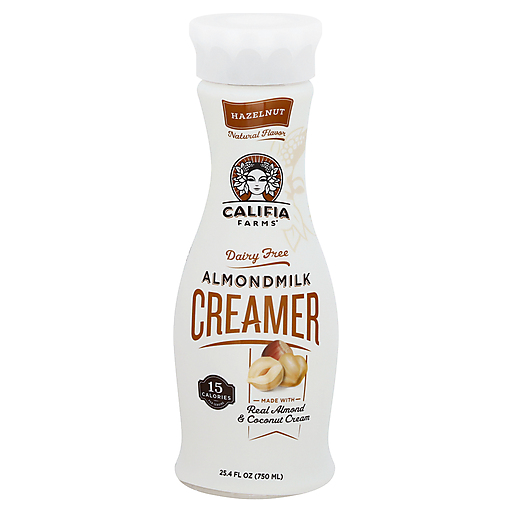 HAZELNUT
Natural Flavor
CALIFIA
FARMS®
Dairy Free
ALMONDMILK
CREAMER
15
CALORIES
MADE WITH
Real Almond
& Coconut Cream
25.4 FL OZ (750 ML)